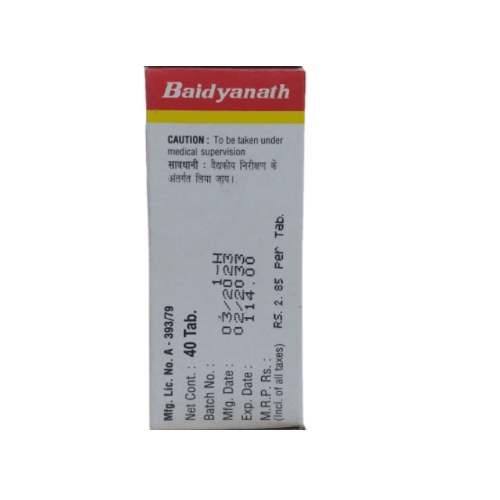 Baidyanath
CAUTION : To be taken under
medical supervision
सावधानी : वैद्यकीय निरीक्षण के
अंतर्गत लिया जाय।
Mfg. Lic. No. A - 393/79
Net Cont. : 40 Tab.
Batch No. : 1-H
Mfg. Date : 03/2023
Exp. Date : 02/2033
M.R.P. Rs. : 114.00
(Incl. of all taxes) RS. 2. 85 Per Tab.